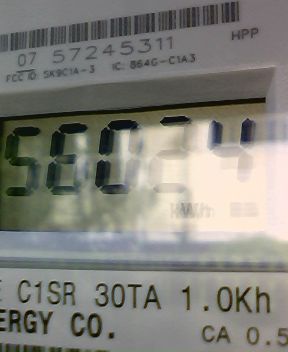 07 57245311 HPP
FCC ID: SK9C1A-3 IC: 864G-C1A3
56024
C1SR 30TA 1.0Kh
ERGY CO.
CA 0.5